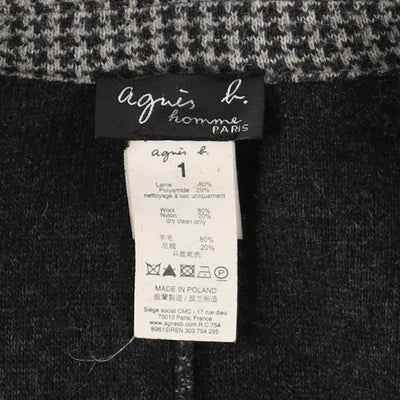 agnès b.
homme
PARIS
agnès b.
1
Laine 80%
Polyamide 20%
nettoyage à sec uniquement
Wool 80%
Nylon 20%
dry clean only
羊毛 80%
尼龍 20%
只能乾洗
MADE IN POLAND
波蘭製造 / 波兰制造
Siège social CMC - 17 rue dieu
75010 Paris, France
www.agnesb.com R.C.754
B961SIREN 303 754 295